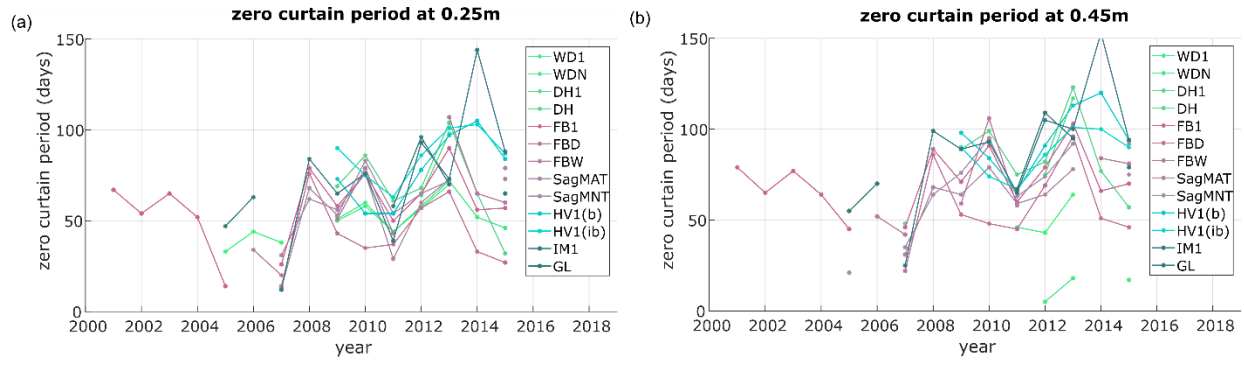 (a)
zero curtain period at 0.25m
zero curtain period (days)
150
100
50
0
2000 2002 2004 2006 2008 2010 2012 2014 2016 2018
year
WD1
WDN
DH1
DH
FB1
FBD
FBW
SagMAT
SagMNT
HV1(b)
HV1(ib)
IM1
GL
(b)
zero curtain period at 0.45m
zero curtain period (days)
150
100
50
0
2000 2002 2004 2006 2008 2010 2012 2014 2016 2018
year
WD1
WDN
DH1
DH
FB1
FBD
FBW
SagMAT
SagMNT
HV1(b)
HV1(ib)
IM1
GL